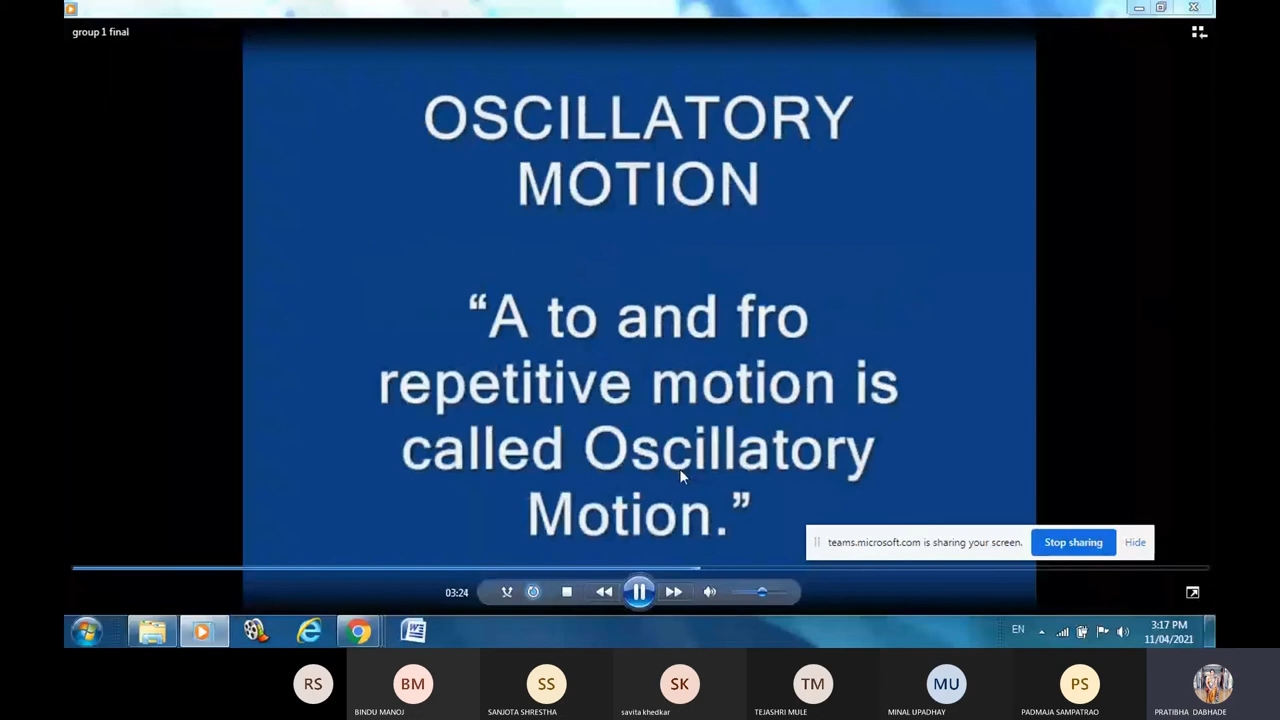 group 1 final
OSCILLATORY
MOTION
“A to and fro
repetitive motion is
called Oscillatory
Motion.”
teams.microsoft.com is sharing your screen.
Stop sharing
Hide
03:24
EN
3:17 PM
11/04/2021
RS
BM
SS
SK
TM
MU
PS
BINDU MANOJ
SANJOTA SHRESTHA
savita khedkar
TEJASHRI MULE
MINAL UPADHAY
PADMAJA SAMPATRAO
PRATIBHA DABHADE